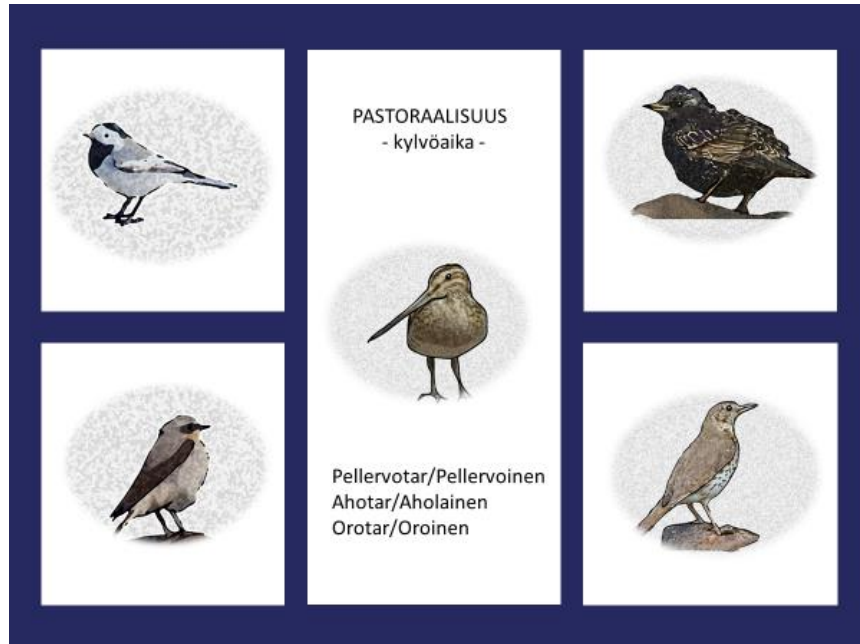 PASTORAALISUUS
- kylvöaika -
Pellervotar/Pellervoinen
Ahotar/Aholainen
Orotar/Oroinen